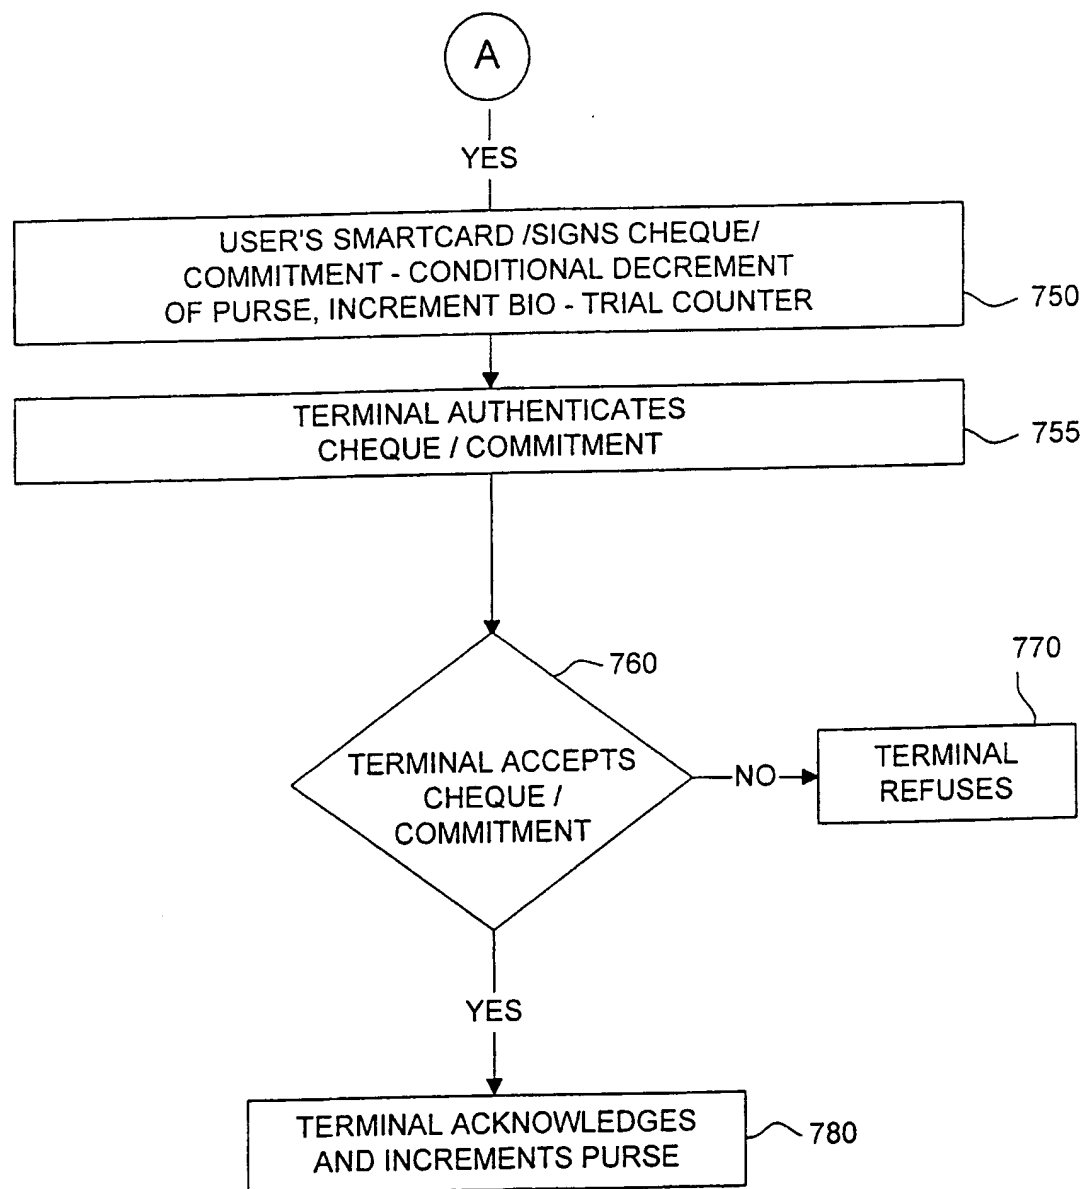 A
YES
USER'S SMARTCARD /SIGNS CHEQUE/
COMMITMENT - CONDITIONAL DECREMENT
OF PURSE, INCREMENT BIO - TRIAL COUNTER
750
TERMINAL AUTHENTICATES
CHEQUE / COMMITMENT
755
760
770
TERMINAL ACCEPTS
CHEQUE /
COMMITMENT
NO
TERMINAL
REFUSES
YES
TERMINAL ACKNOWLEDGES
AND INCREMENTS PURSE
780